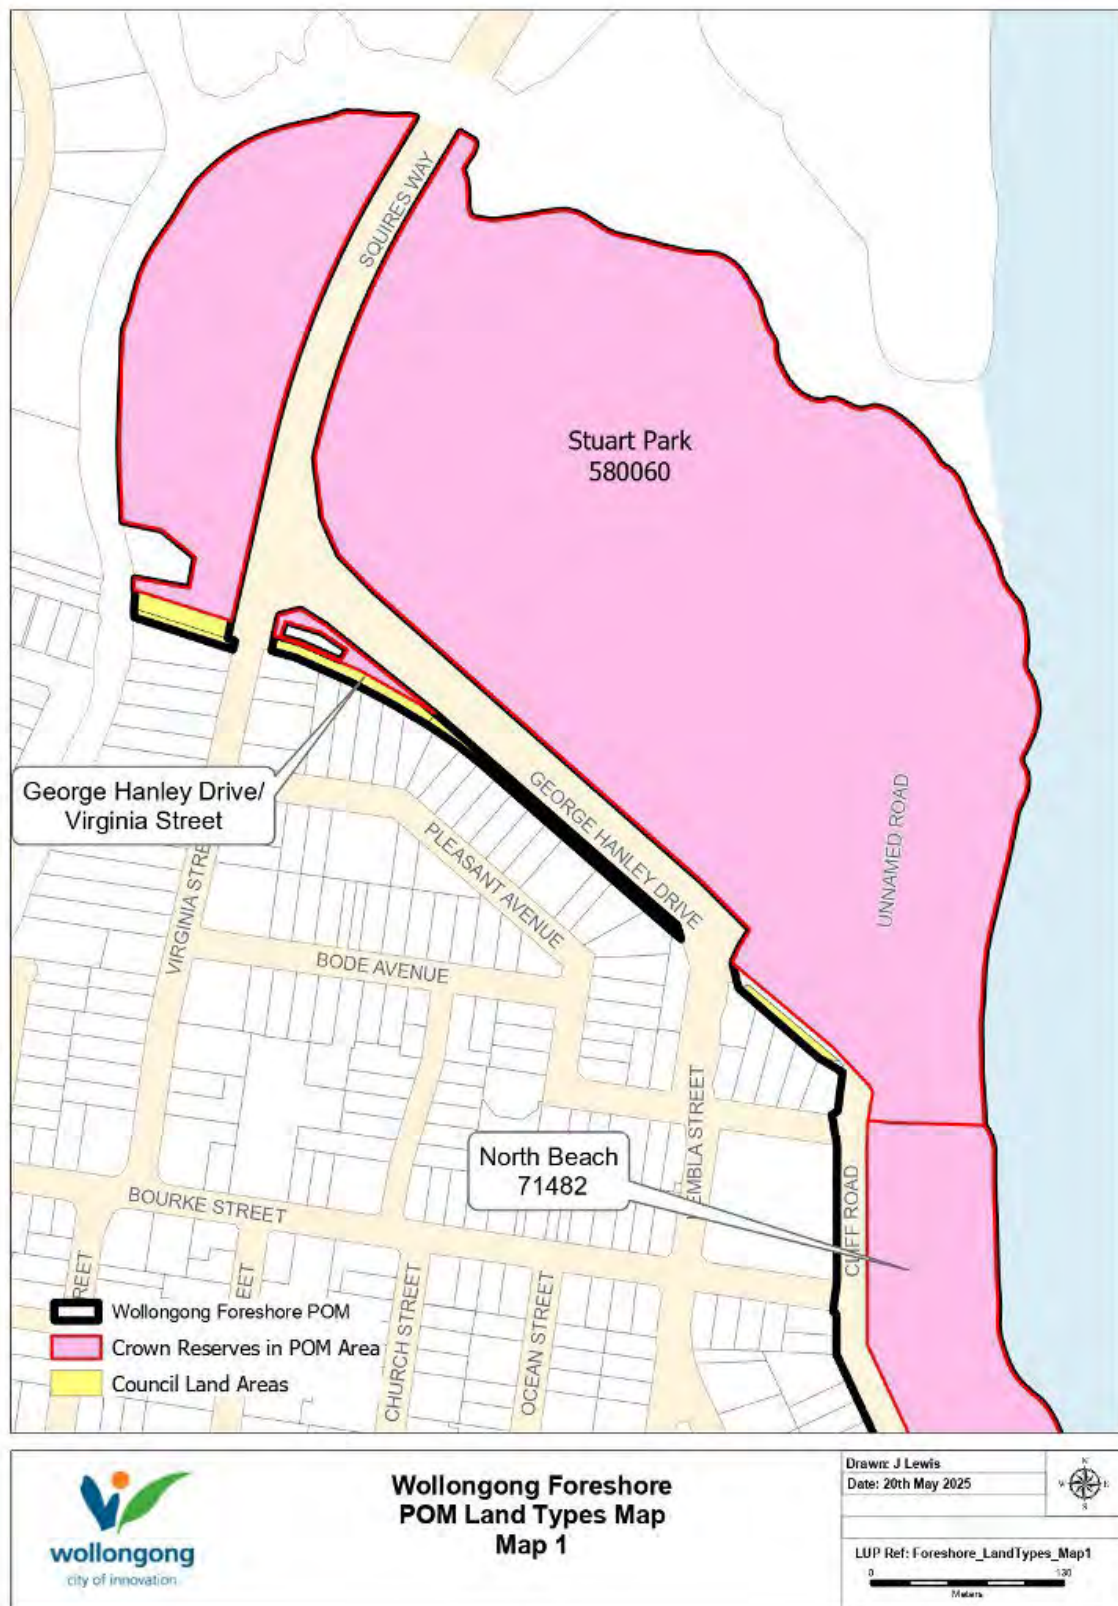 SQUIRES WAY
Stuart Park
580060
George Hanley Drive/
Virginia Street
GEORGE HANLEY DRIVE
UNNAMED ROAD
PLEASANT AVENUE
VIRGINIA STRE
BODE AVENUE
EMBLA STREET
North Beach
71482
CLIFF ROAD
BOURKE STREET
REET
EET
CHURCH STREET
OCEAN STREET
Wollongong Foreshore POM
Crown Reserves in POM Area
Council Land Areas
wollongong
city of innovation
Wollongong Foreshore
POM Land Types Map
Map 1
Drawn: J Lewis
Date: 20th May 2025
N
W
E
S
LUP Ref: Foreshore_LandTypes_Map1
0
130
Meters